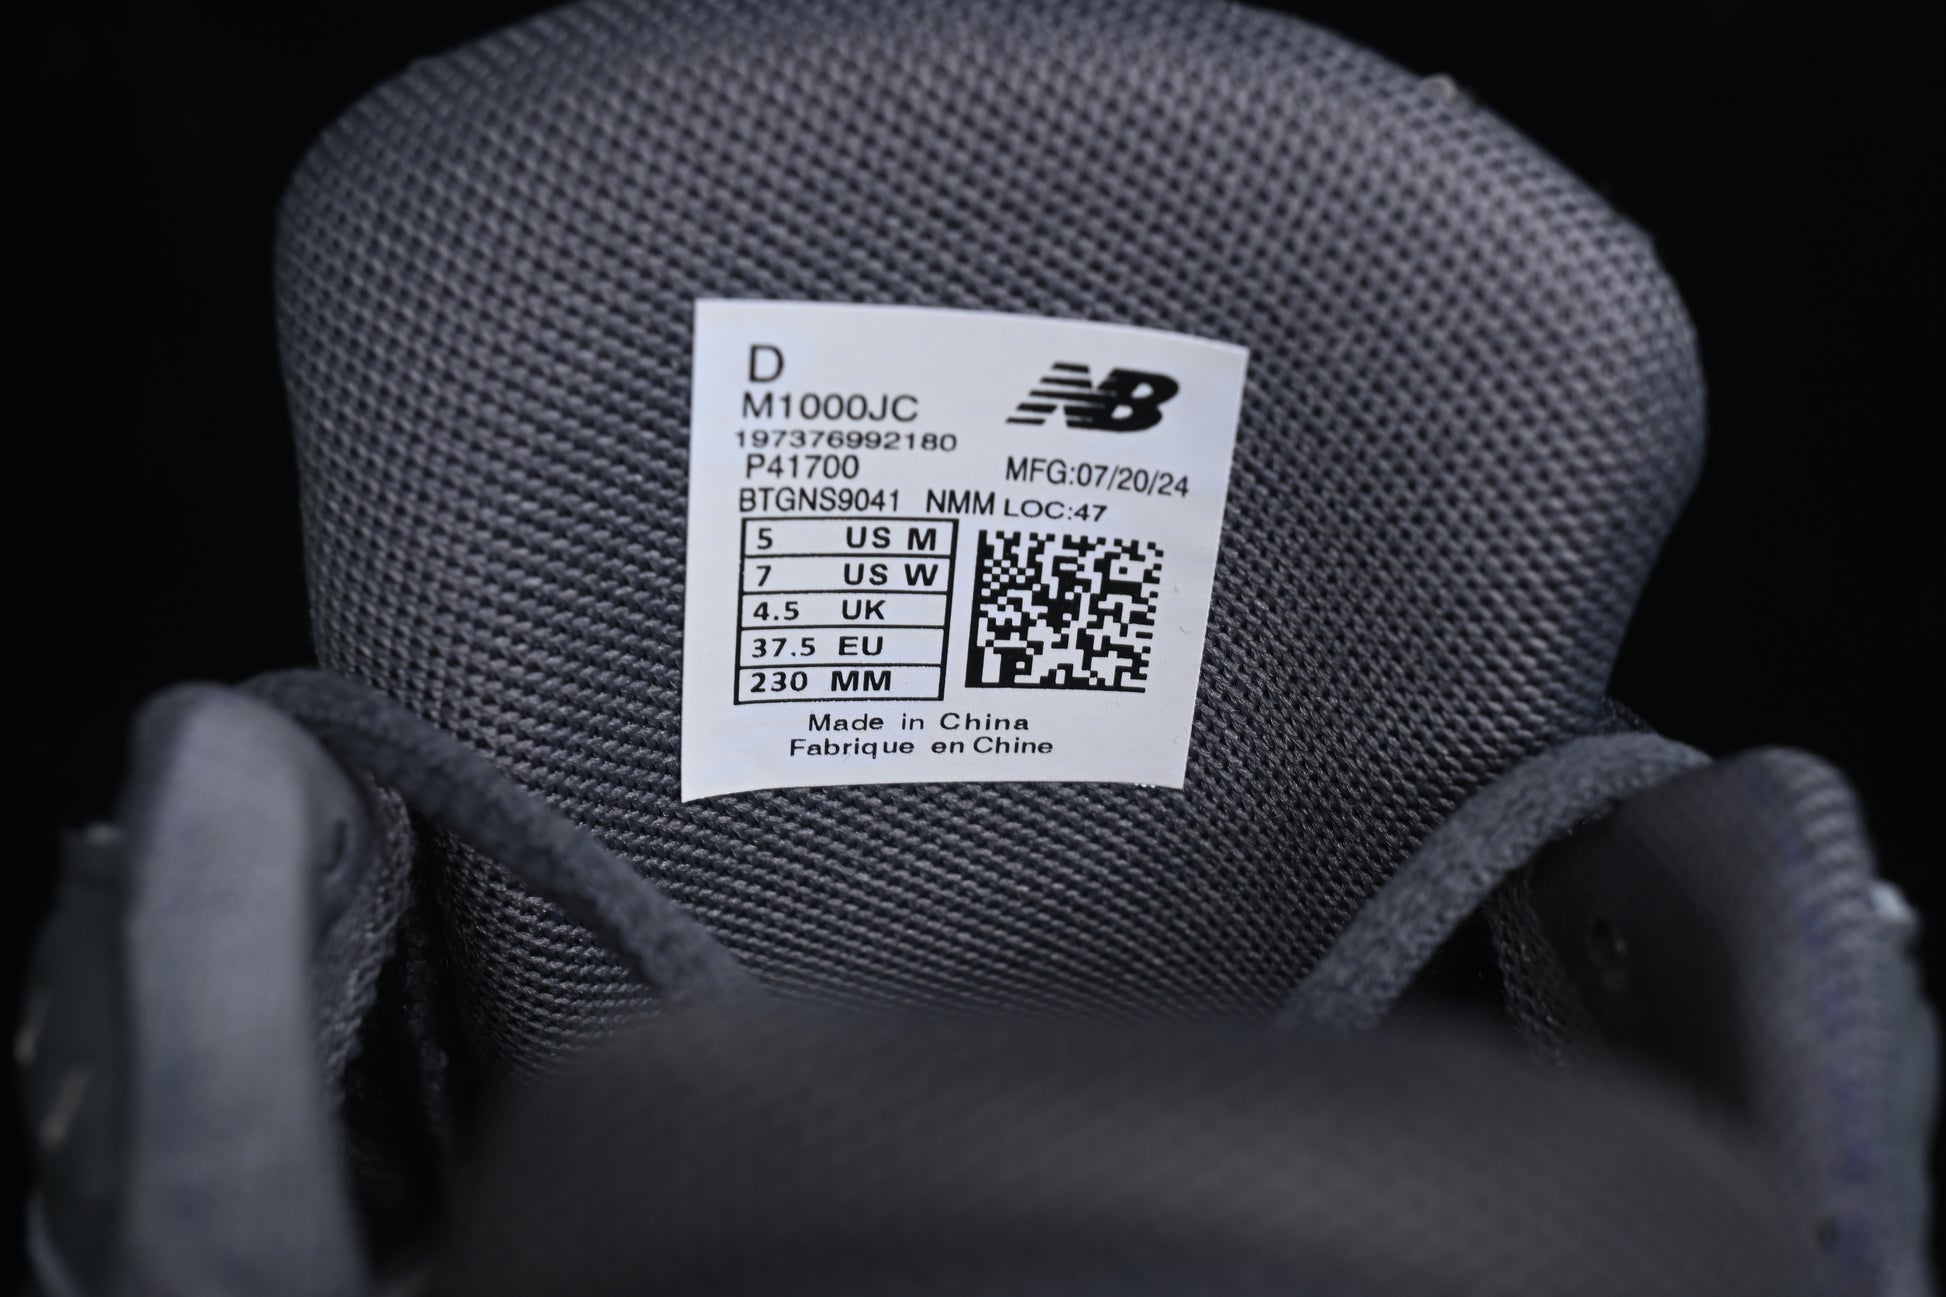 D
NB
M1000JC
197376992180
P41700 MFG:07/20/24
BTGNS9041 NMM LOC:47
5 US M
7 US W
4.5 UK
37.5 EU
230 MM
Made in China
Fabrique en Chine